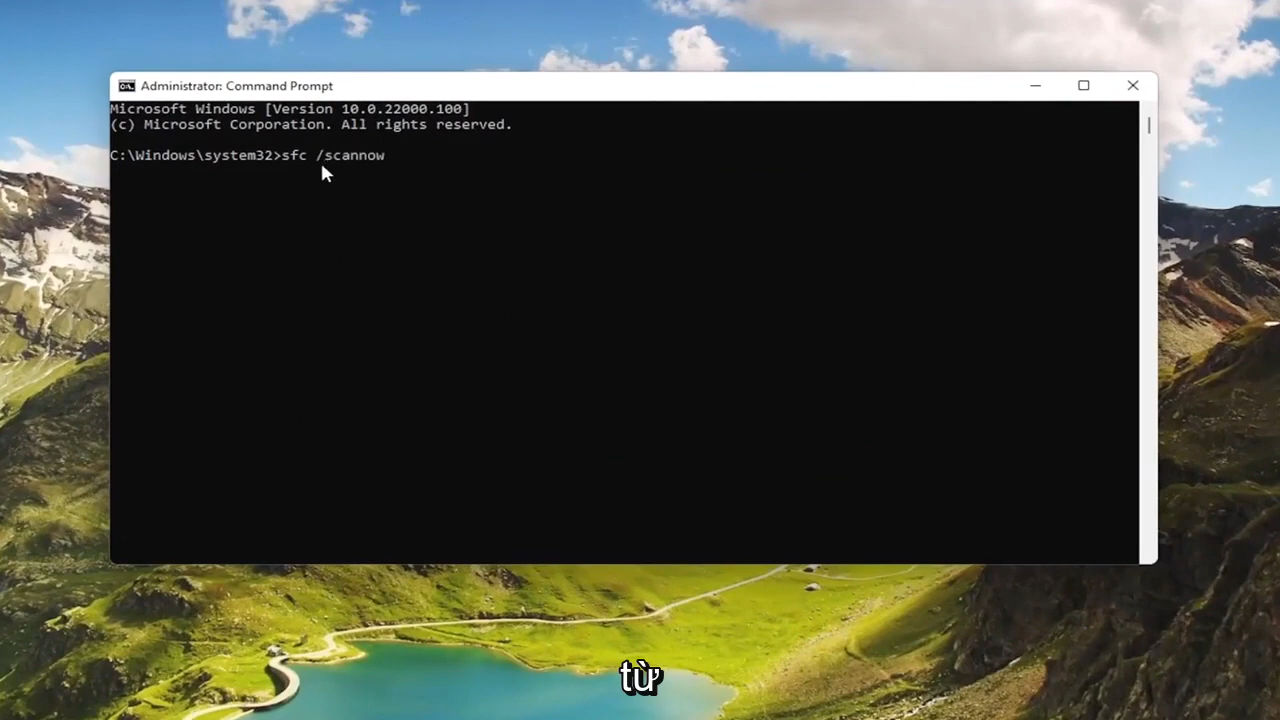 Administrator: Command Prompt
Microsoft Windows [Version 10.0.22000.100]
(c) Microsoft Corporation. All rights reserved.
C:\Windows\system32>sfc /scannow
từ